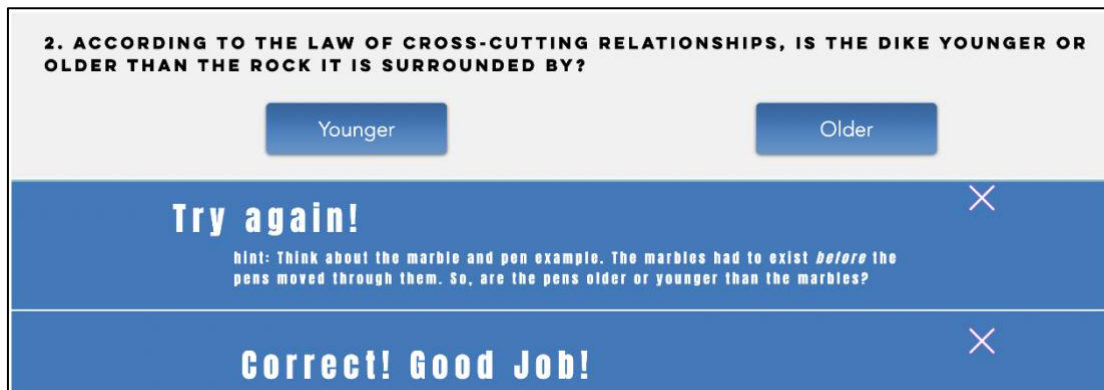 2. ACCORDING TO THE LAW OF CROSS-CUTTING RELATIONSHIPS, IS THE DIKE YOUNGER OR
OLDER THAN THE ROCK IT IS SURROUNDED BY?
Younger
Older
Try again!
hint: Think about the marble and pen example. The marbles had to exist before the
pens moved through them. So, are the pens older or younger than the marbles?
Correct! Good Job!